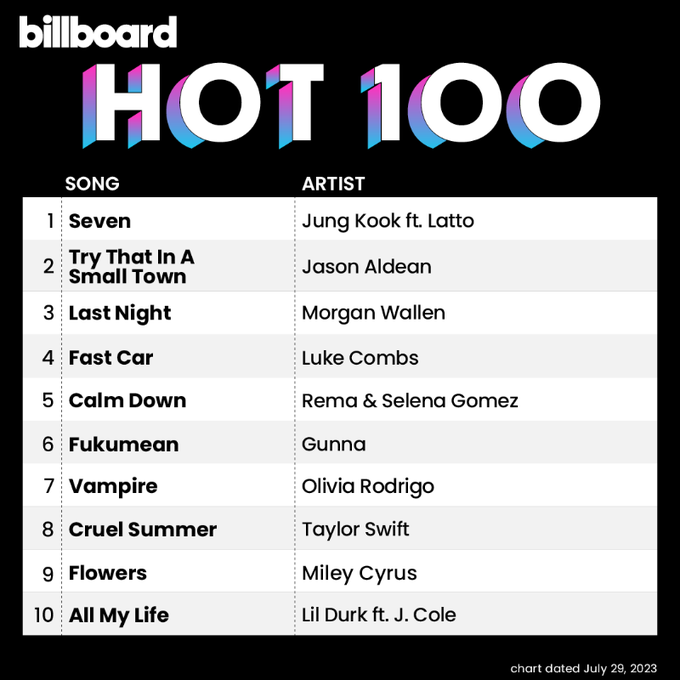 billboard
HOT 100
SONG ARTIST
1 Seven Jung Kook ft. Latto
2 Try That In A
Small Town Jason Aldean
3 Last Night Morgan Wallen
4 Fast Car Luke Combs
5 Calm Down Rema & Selena Gomez
6 Fukumean Gunna
7 Vampire Olivia Rodrigo
8 Cruel Summer Taylor Swift
9 Flowers Miley Cyrus
10 All My Life Lil Durk ft. J. Cole
chart dated July 29, 2023